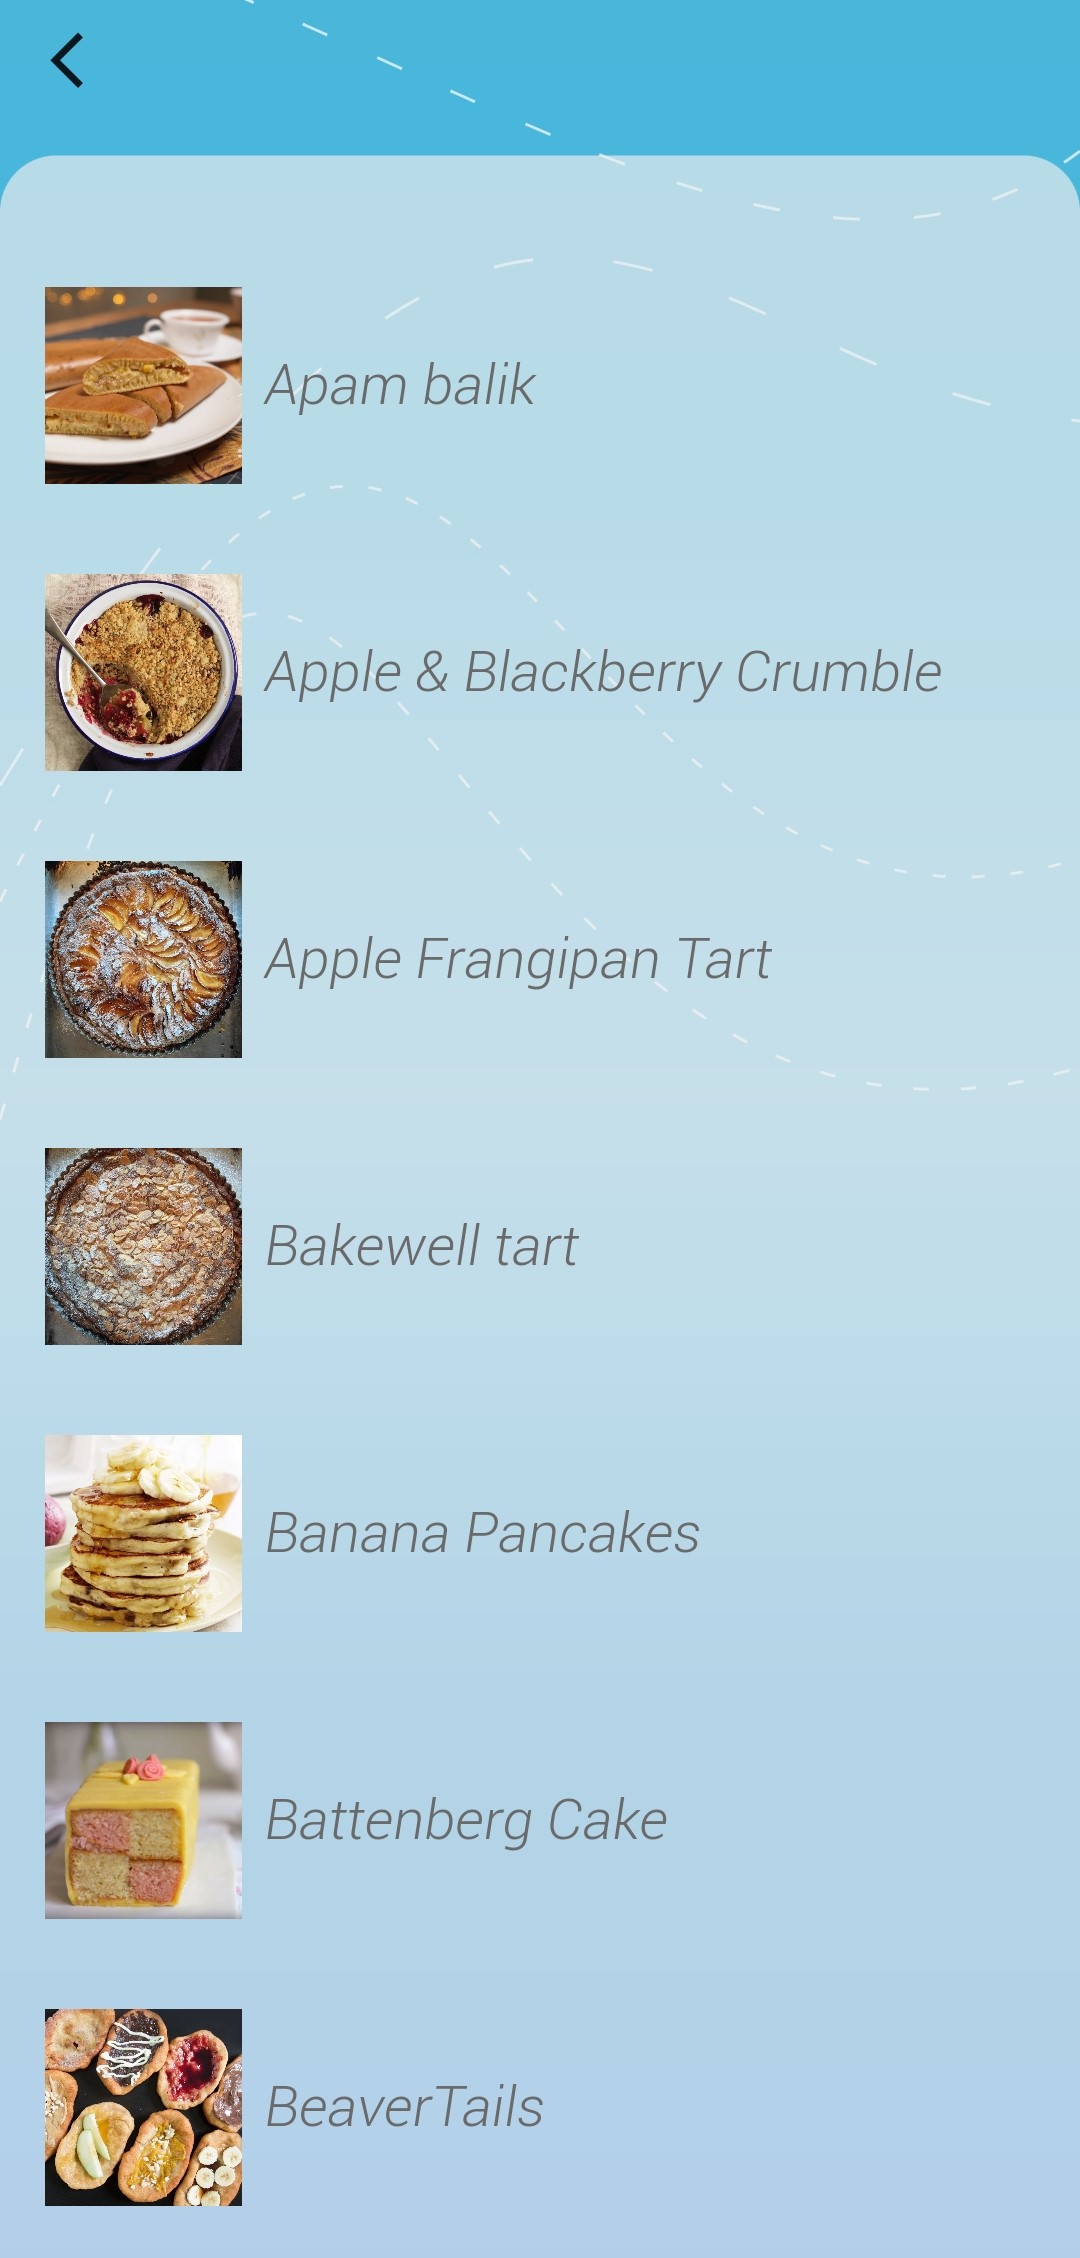 Apam balik
Apple & Blackberry Crumble
Apple Frangipan Tart
Bakewell tart
Banana Pancakes
Battenberg Cake
BeaverTails